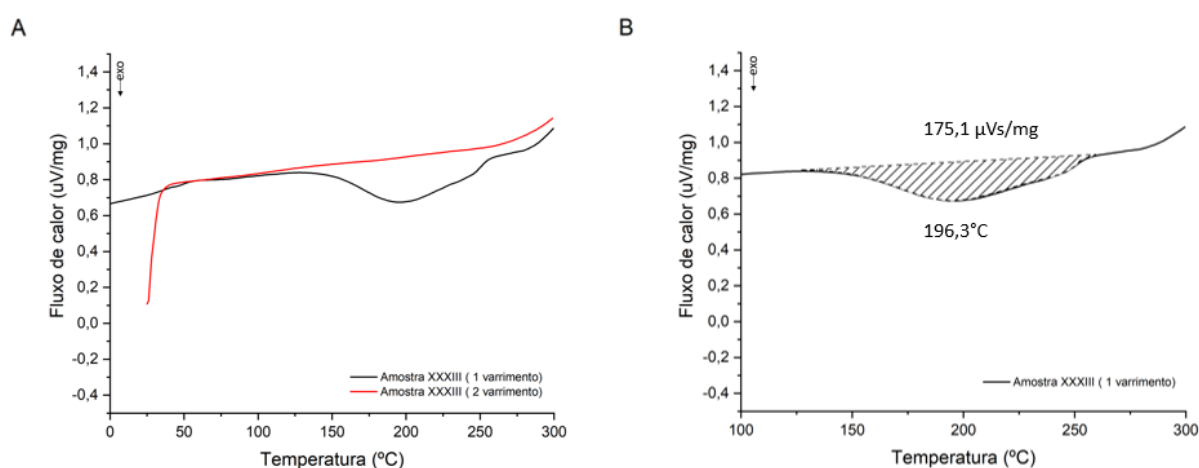 A
exo
1,4
1,2
1,0
0,8
0,6
0,4
0,2
0,0
-0,2
-0,4
Fluxo de calor (uV/mg)
Amostra XXXIII ( 1 varrimento)
Amostra XXXIII ( 2 varrimento)
0
50
100
150
200
250
300
Temperatura (ºC)
B
exo
1,4
1,2
1,0
0,8
0,6
0,4
0,2
0,0
-0,2
-0,4
Fluxo de calor (uV/mg)
175,1 µVs/mg
196,3°C
Amostra XXXIII ( 1 varrimento)
100
150
200
250
300
Temperatura (ºC)